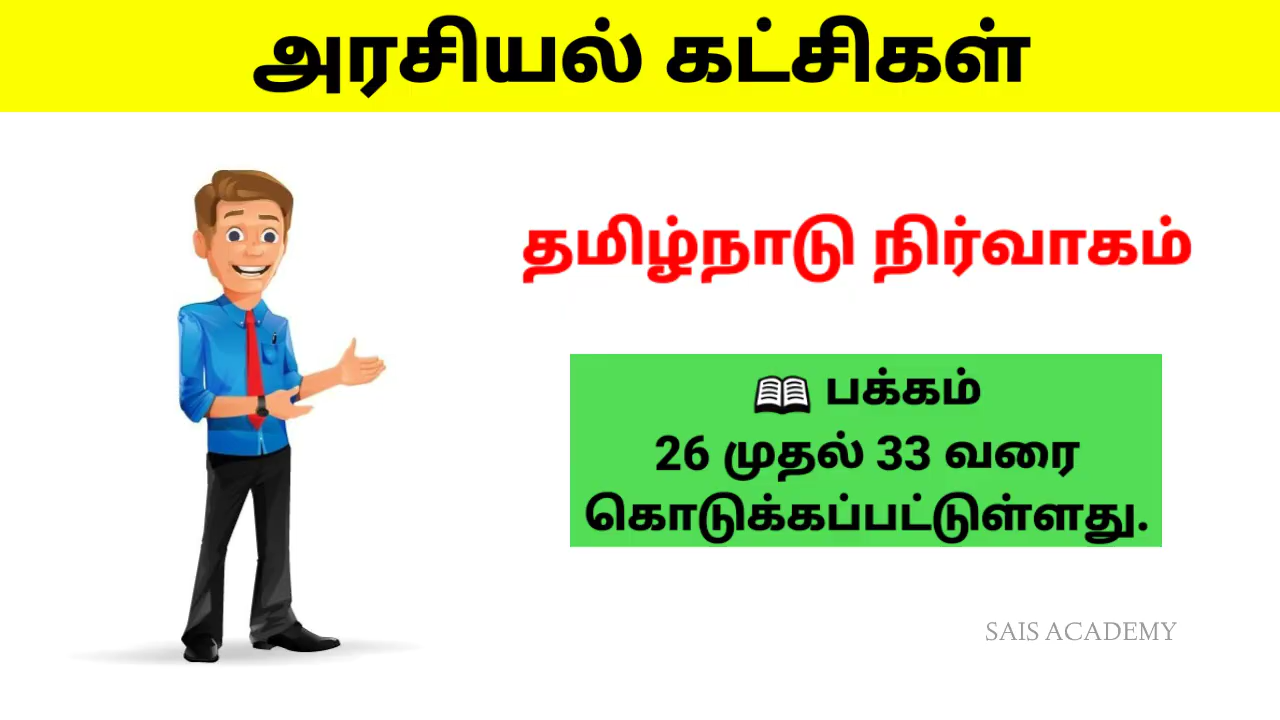 அரசியல் கட்சிகள்
தமிழ்நாடு நிர்வாகம்
பக்கம்
26 முதல் 33 வரை
கொடுக்கப்பட்டுள்ளது.
SAIS ACADEMY